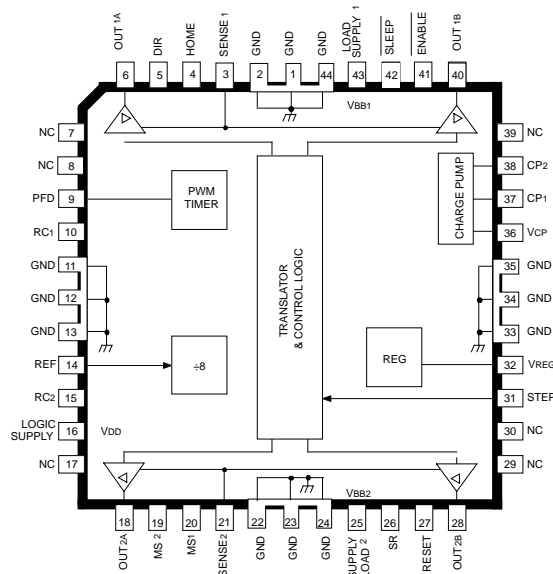 OUT 1A
DIR
HOME
SENSE 1
GND
GND
GND
LOAD
SUPPLY 1
SLEEP
ENABLE
OUT 1B
6
5
4
3
2
1
44
43
42
41
40
VBB1
NC 7
NC 8
PFD 9
RC1 10
GND 11
GND 12
GND 13
REF 14
RC2 15
LOGIC
SUPPLY 16
VDD
NC 17
PWM
TIMER
÷8
TRANSLATOR
& CONTROL LOGIC
CHARGE PUMP
REG
39 NC
38 CP2
37 CP1
36 VCP
35 GND
34 GND
33 GND
32 VREG
31 STEP
30 NC
29 NC
VBB2
18
19
20
21
22
23
24
25
26
27
28
OUT2A
MS 2
MS1
SENSE2
GND
GND
GND
SUPPLY
LOAD 2
SR
RESET
OUT2B